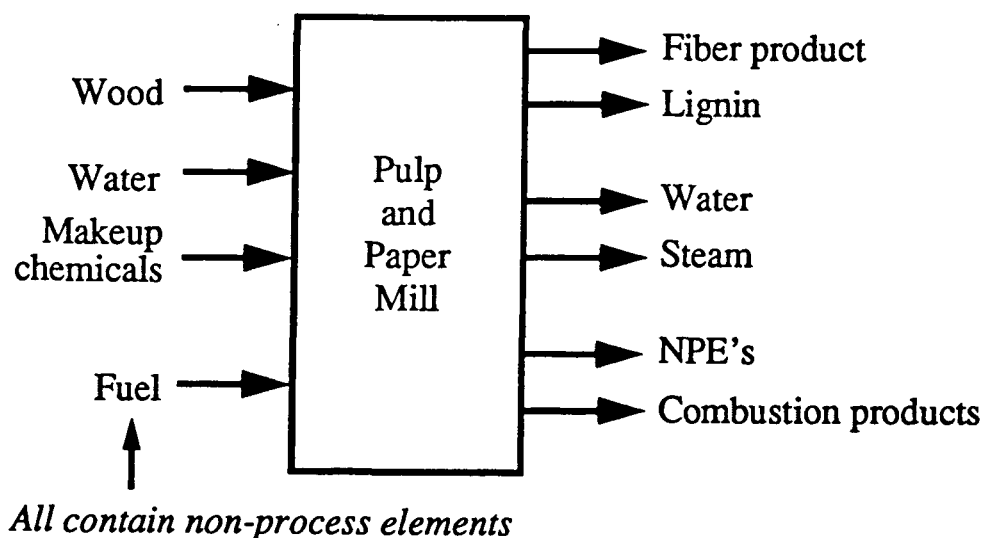 Wood
Water
Makeup
chemicals
Fuel
All contain non-process elements
Pulp
and
Paper
Mill
Fiber product
Lignin
Water
Steam
NPE's
Combustion products